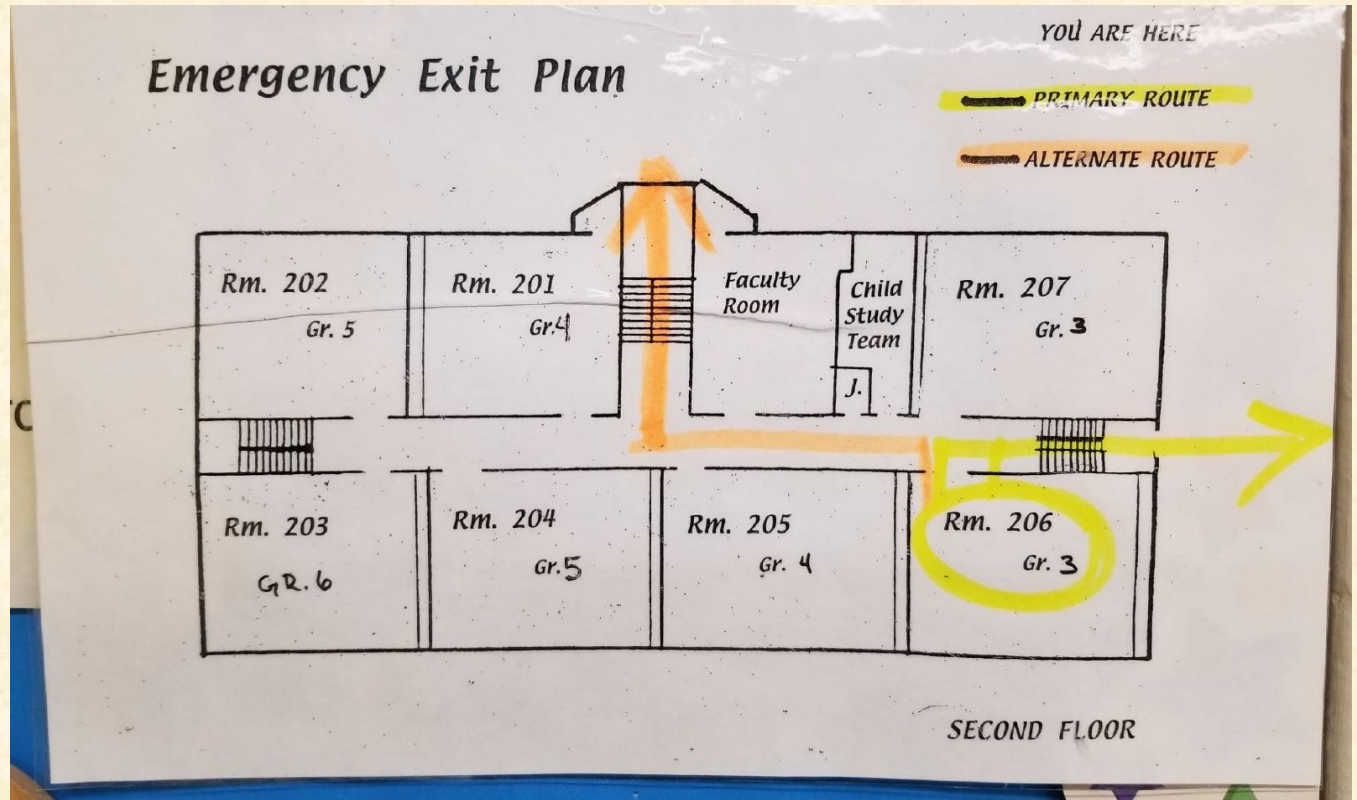 YOU ARE HERE
Emergency Exit Plan
PRIMARY ROUTE
ALTERNATE ROUTE
Rm. 202
Gr. 5
Rm. 201
Gr. 4
Faculty
Room
Child
Study
Team
J.
Rm. 207
Gr. 3
Rm. 203
GR. 6
Rm. 204
Gr. 5
Rm. 205
Gr. 4
Rm. 206
Gr. 3
SECOND FLOOR